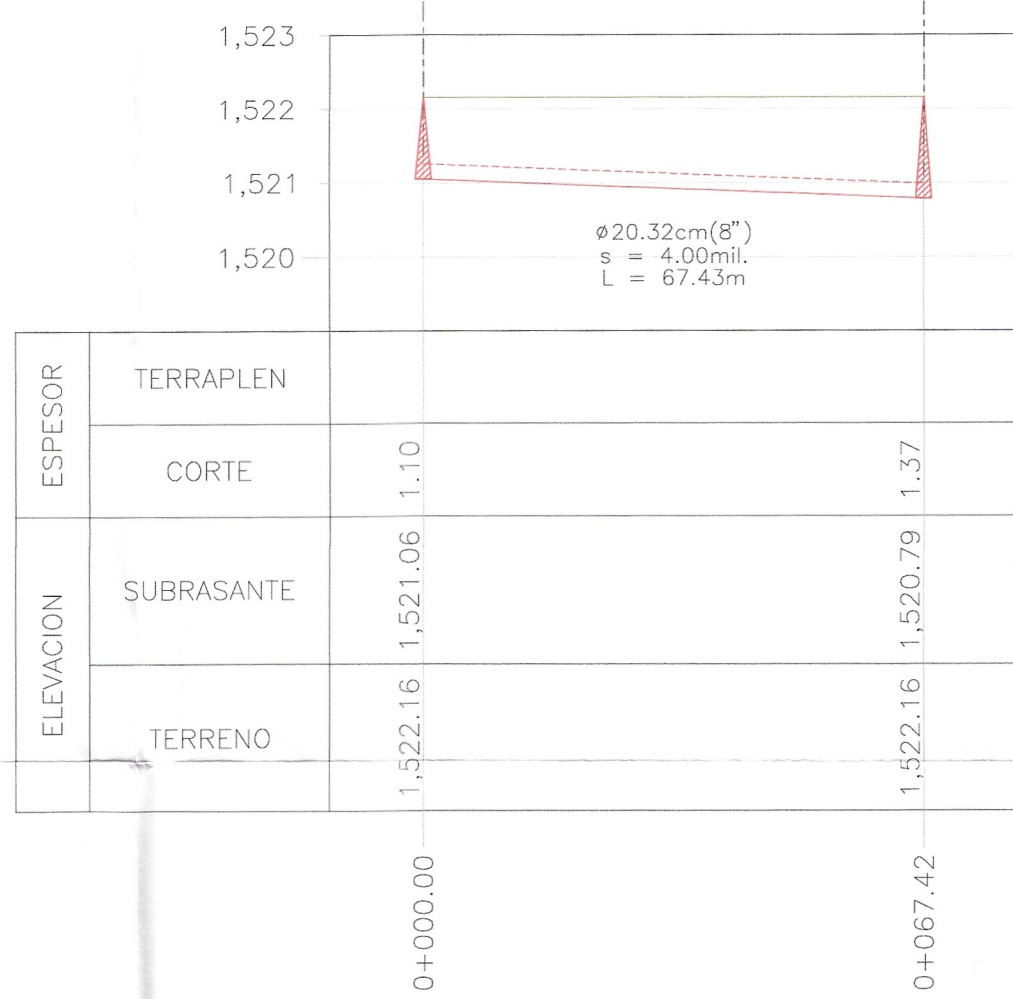 1,523
1,522
1,521
1,520
ø20.32cm(8")
s = 4.00mil.
L = 67.43m
ESPESOR
TERRAPLEN
CORTE
1.10
1.37
ELEVACION
SUBRASANTE
1,521.06
1,520.79
TERRENO
1,522.16
1,522.16
0+000.00
0+067.42